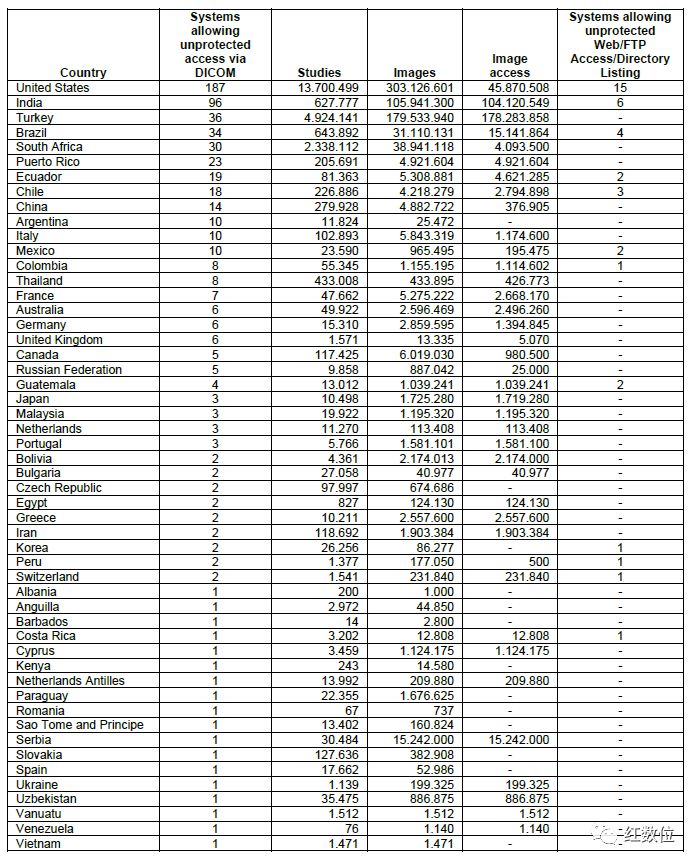 Country Systems allowing unprotected access via DICOM Studies Images Image access Systems allowing unprotected Web/FTP Access/Directory Listing
United States 187 13.700.499 303.126.601 45.870.508 15
India 96 627.777 105.941.300 104.120.549 6
Turkey 36 4.924.141 179.533.940 178.283.858 -
Brazil 34 643.892 31.110.131 15.141.864 4
South Africa 30 2.338.112 38.941.118 4.093.500 -
Puerto Rico 23 205.691 4.921.604 4.921.604 -
Ecuador 19 81.363 5.308.881 4.621.285 2
Chile 18 226.886 4.218.279 2.794.898 3
China 14 279.928 4.882.722 376.905 -
Argentina 10 11.824 25.472 - -
Italy 10 102.893 5.843.319 1.174.600 -
Mexico 10 23.590 965.495 195.475 2
Colombia 8 55.345 1.155.195 1.114.602 1
Thailand 8 433.008 433.895 426.773 -
France 7 47.662 5.275.222 2.668.170 -
Australia 6 49.922 2.596.469 2.496.260 -
Germany 6 15.310 2.859.595 1.394.845 -
United Kingdom 6 1.571 13.335 5.070 -
Canada 5 117.425 6.019.030 980.500 -
Russian Federation 5 9.858 887.042 25.000 -
Guatemala 4 13.012 1.039.241 1.039.241 2
Japan 3 10.498 1.725.280 1.719.280 -
Malaysia 3 19.922 1.195.320 1.195.320 -
Netherlands 3 11.270 113.408 113.408 -
Portugal 3 5.766 1.581.101 1.581.100 -
Bolivia 2 4.361 2.174.013 2.174.000 -
Bulgaria 2 27.058 40.977 40.977 -
Czech Republic 2 97.997 674.686 - -
Egypt 2 827 124.130 124.130 -
Greece 2 10.211 2.557.600 2.557.600 -
Iran 2 118.692 1.903.384 1.903.384 -
Korea 2 26.256 86.277 - 1
Peru 2 1.377 177.050 500 1
Switzerland 2 1.541 231.840 231.840 1
Albania 1 200 1.000 - -
Anguilla 1 2.972 44.850 - -
Barbados 1 14 2.800 - -
Costa Rica 1 3.202 12.808 12.808 1
Cyprus 1 3.459 1.124.175 1.124.175 -
Kenya 1 243 14.580 - -
Netherlands Antilles 1 13.992 209.880 209.880 -
Paraguay 1 22.355 1.676.625 - -
Romania 1 67 737 - -
Sao Tome and Principe 1 13.402 160.824 - -
Serbia 1 30.484 15.242.000 15.242.000 -
Slovakia 1 127.636 382.908 - -
Spain 1 17.662 52.986 - -
Ukraine 1 1.139 199.325 199.325 -
Uzbekistan 1 35.475 886.875 886.875 -
Vanuatu 1 1.512 1.512 1.512 -
Venezuela 1 76 1.140 1.140 -
Vietnam 1 1.471 1.471 -
红数位